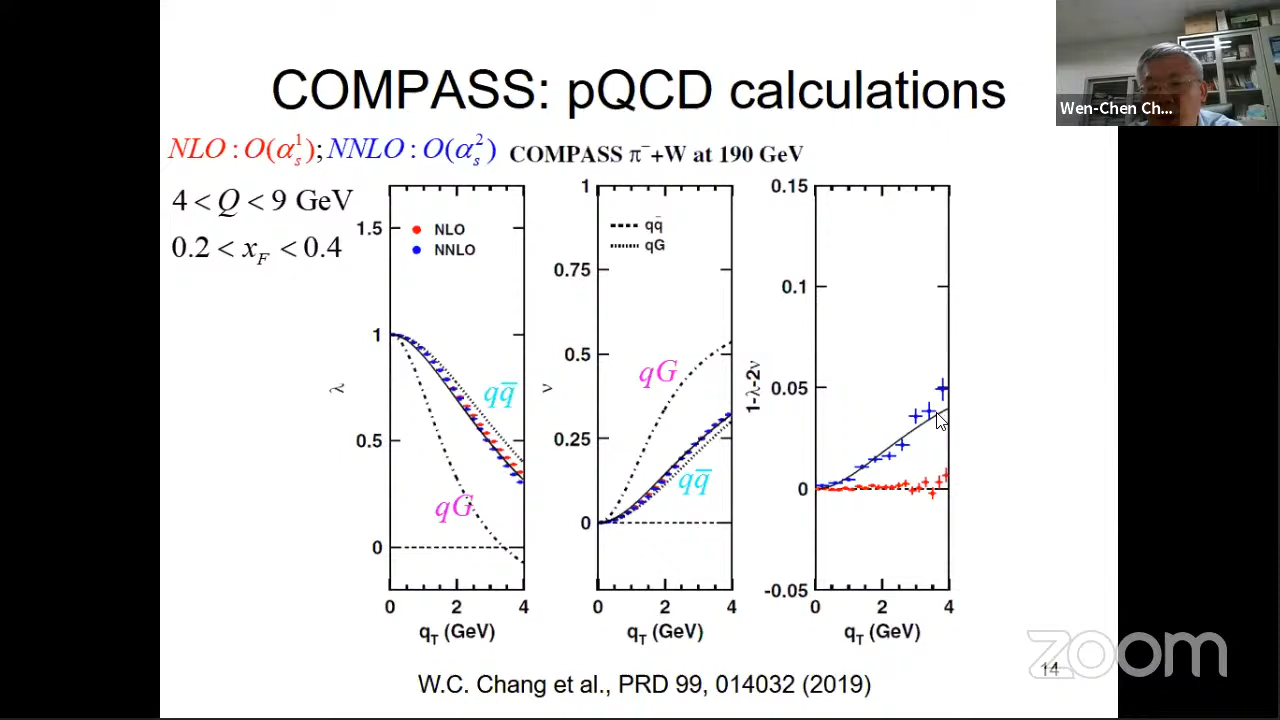 COMPASS: pQCD calculations
Wen-Chen Ch...
NLO : O(αₛ¹); NNLO : O(αₛ²)
COMPASS π⁻+W at 190 GeV
4 < Q < 9 GeV
0.2 < x_F < 0.4
NLO
NNLO
qq̄
qG
λ
1.5
1
0.5
0
qq̄
qG
0 2 4
q_T (GeV)
ν
1
0.75
0.5
0.25
0
qG
qq̄
0 2 4
q_T (GeV)
1-λ-2ν
0.15
0.1
0.05
0
-0.05
0 2 4
q_T (GeV)
zoom
14
W.C. Chang et al., PRD 99, 014032 (2019)